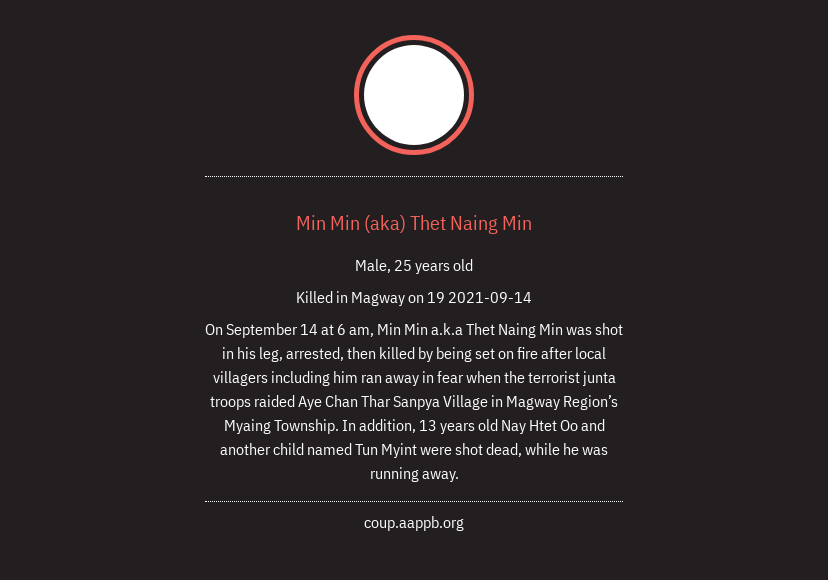 Min Min (aka) Thet Naing Min
Male, 25 years old
Killed in Magway on 19 2021-09-14
On September 14 at 6 am, Min Min a.k.a Thet Naing Min was shot
in his leg, arrested, then killed by being set on fire after local
villagers including him ran away in fear when the terrorist junta
troops raided Aye Chan Thar Sanpya Village in Magway Region’s
Myaing Township. In addition, 13 years old Nay Htet Oo and
another child named Tun Myint were shot dead, while he was
running away.
coup.aappb.org